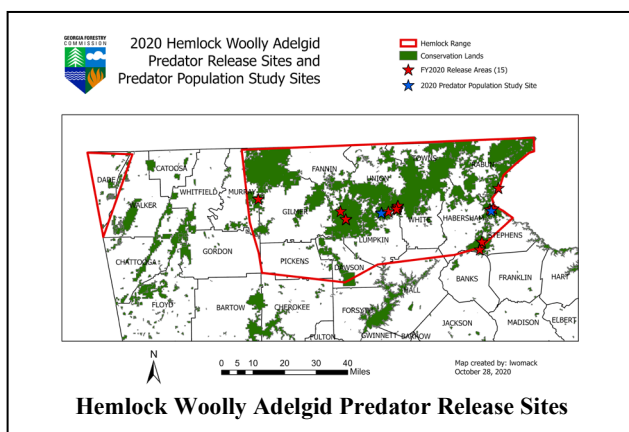 GEORGIA FORESTRY
COMMISSION
2020 Hemlock Woolly Adelgid
Predator Release Sites and
Predator Population Study Sites
Hemlock Range
Conservation Lands
FY2020 Release Areas (15)
2020 Predator Population Study Site
DADE
CATOOSA
WALKER
WHITFIELD
MURRAY
FANNIN
UNION
TOWNS
RABUN
GILMER
WHITE
HABERSHAM
LUMPKIN
STEPHENS
CHATTOOGA
GORDON
PICKENS
DAWSON
BANKS
FRANKLIN
HART
FLOYD
BARTOW
CHEROKEE
FORSYTH
HALL
JACKSON
MADISON
ELBERT
FULTON
GWINNETT
BARROW
N
0 5 10 20 30 40
Miles
Map created by: lwomack
October 28, 2020
Hemlock Woolly Adelgid Predator Release Sites